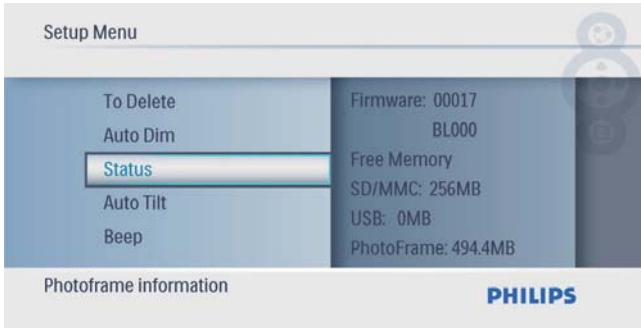 Setup Menu
To Delete
Auto Dim
Status
Auto Tilt
Beep
Firmware: 00017
BL000
Free Memory
SD/MMC: 256MB
USB: 0MB
PhotoFrame: 494.4MB
Photoframe information
PHILIPS